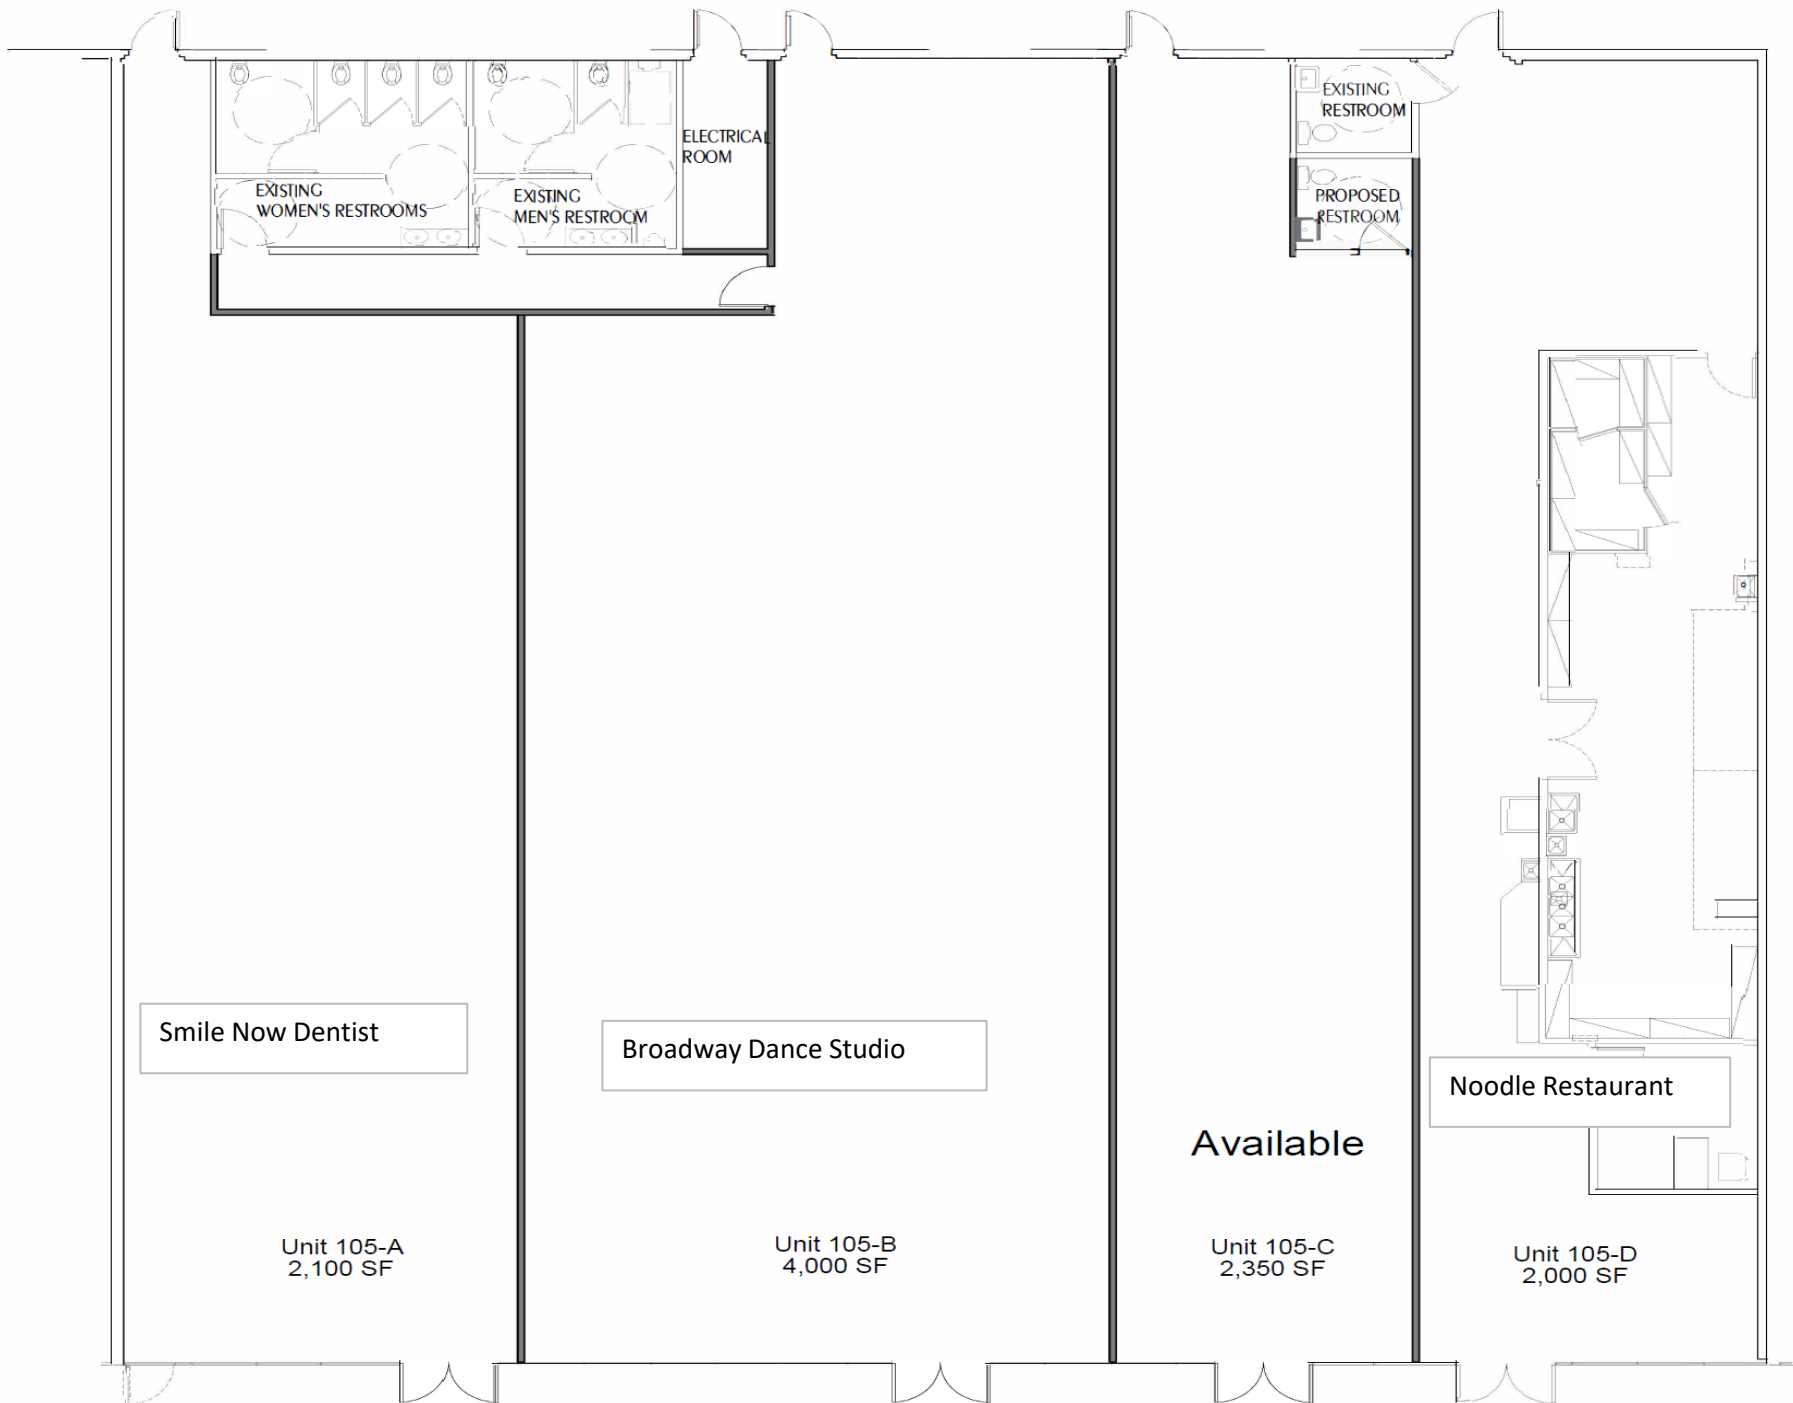 EXISTING
RESTROOM
ELECTRICAL
ROOM
EXISTING
WOMEN'S RESTROOMS
EXISTING
MEN'S RESTROOM
PROPOSED
RESTROOM
Smile Now Dentist
Broadway Dance Studio
Noodle Restaurant
Available
Unit 105-A
2,100 SF
Unit 105-B
4,000 SF
Unit 105-C
2,350 SF
Unit 105-D
2,000 SF